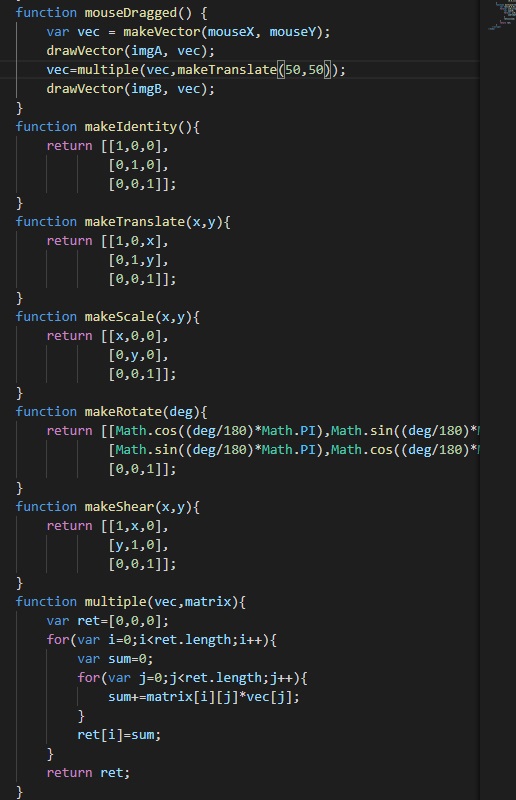 function mouseDragged() {
    var vec = makeVector(mouseX, mouseY);
    drawVector(imgA, vec);
    vec=multiple(vec,makeTranslate(50,50));
    drawVector(imgB, vec);
}
function makeIdentity(){
    return [[1,0,0],
            [0,1,0],
            [0,0,1]];
}
function makeTranslate(x,y){
    return [[1,0,x],
            [0,1,y],
            [0,0,1]];
}
function makeScale(x,y){
    return [[x,0,0],
            [0,y,0],
            [0,0,1]];
}
function makeRotate(deg){
    return [[Math.cos((deg/180)*Math.PI),Math.sin((deg/180)*
            [Math.sin((deg/180)*Math.PI),Math.cos((deg/180)*
            [0,0,1]];
}
function makeShear(x,y){
    return [[1,x,0],
            [y,1,0],
            [0,0,1]];
}
function multiple(vec,matrix){
    var ret=[0,0,0];
    for(var i=0;i<ret.length;i++){
        var sum=0;
        for(var j=0;j<ret.length;j++){
            sum+=matrix[i][j]*vec[j];
        }
        ret[i]=sum;
    }
    return ret;
}